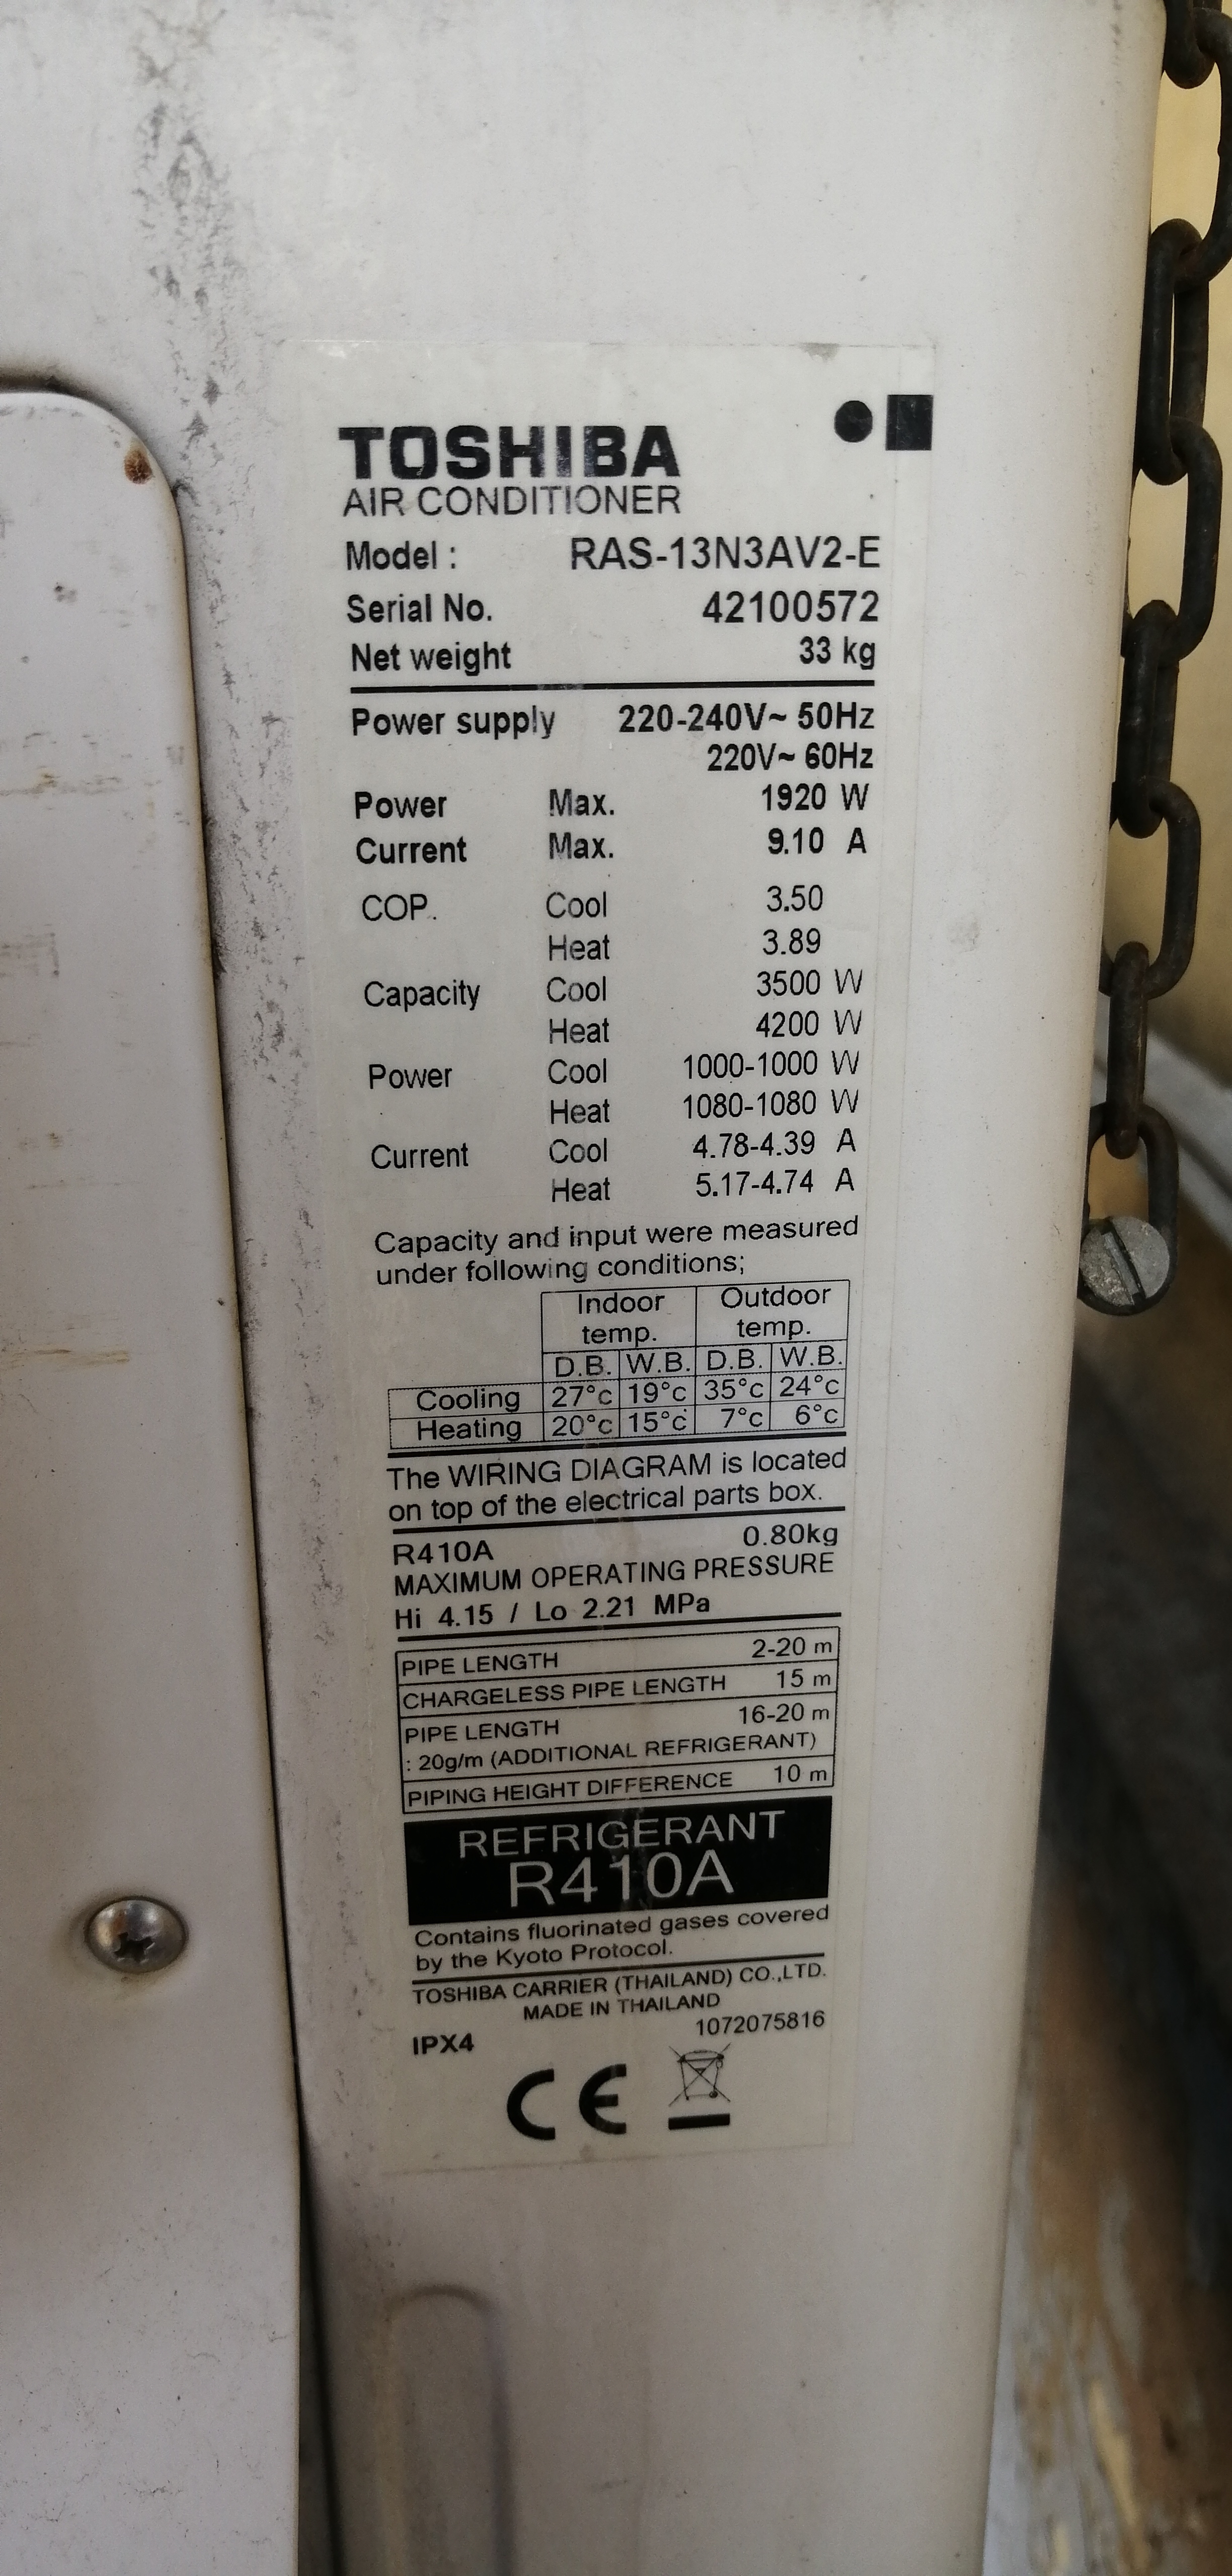 TOSHIBA
AIR CONDITIONER
Model : RAS-13N3AV2-E
Serial No. 42100572
Net weight 33 kg
Power supply 220-240V~ 50Hz
220V~ 60Hz
Power Max. 1920 W
Current Max. 9.10 A
COP. Cool 3.50
Heat 3.89
Capacity Cool 3500 W
Heat 4200 W
Power Cool 1000-1000 W
Heat 1080-1080 W
Current Cool 4.78-4.39 A
Heat 5.17-4.74 A
Capacity and input were measured
under following conditions;
Indoor temp. Outdoor temp.
D.B. W.B. D.B. W.B.
Cooling 27°c 19°c 35°c 24°c
Heating 20°c 15°c 7°c 6°c
The WIRING DIAGRAM is located
on top of the electrical parts box.
R410A 0.80kg
MAXIMUM OPERATING PRESSURE
Hi 4.15 / Lo 2.21 MPa
PIPE LENGTH 2-20 m
CHARGELESS PIPE LENGTH 15 m
PIPE LENGTH 16-20 m
: 20g/m (ADDITIONAL REFRIGERANT)
PIPING HEIGHT DIFFERENCE 10 m
REFRIGERANT
R410A
Contains fluorinated gases covered
by the Kyoto Protocol.
TOSHIBA CARRIER (THAILAND) CO.,LTD.
MADE IN THAILAND
IPX4 1072075816
CE